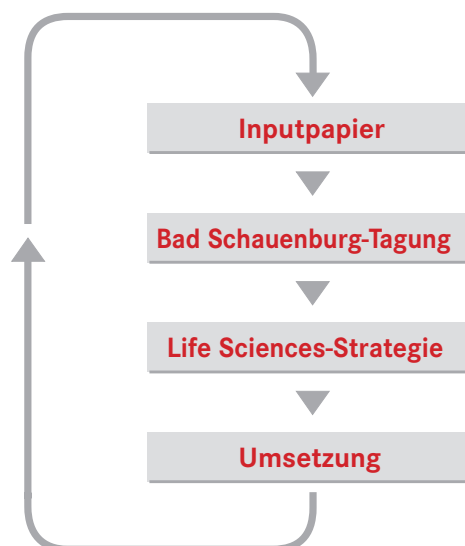 Inputpapier
Bad Schauenburg-Tagung
Life Sciences-Strategie
Umsetzung